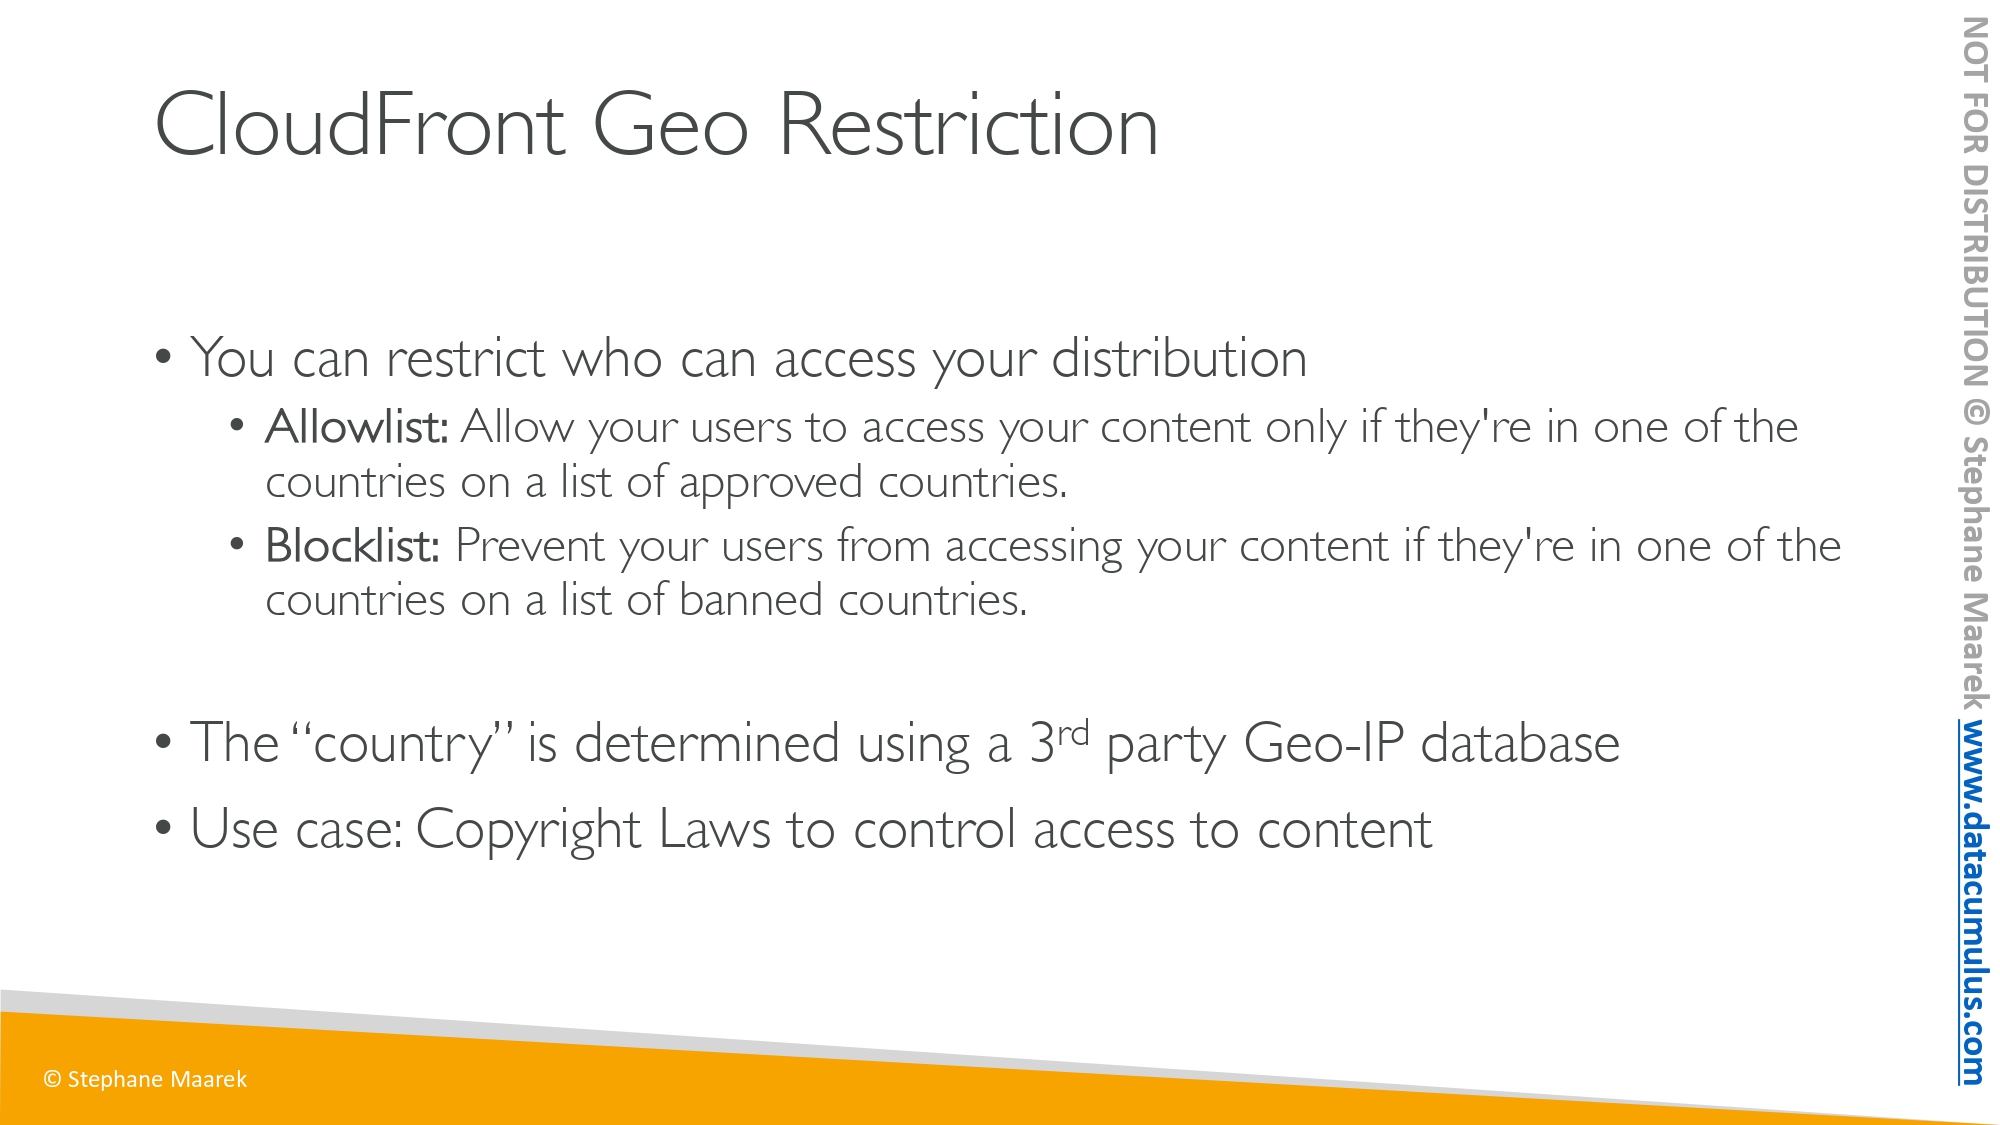 CloudFront Geo Restriction
• You can restrict who can access your distribution
• Allowlist: Allow your users to access your content only if they're in one of the
countries on a list of approved countries.
• Blocklist: Prevent your users from accessing your content if they're in one of the
countries on a list of banned countries.
• The “country” is determined using a 3rd party Geo-IP database
• Use case: Copyright Laws to control access to content
© Stephane Maarek
NOT FOR DISTRIBUTION © Stephane Maarek www.datacumulus.com